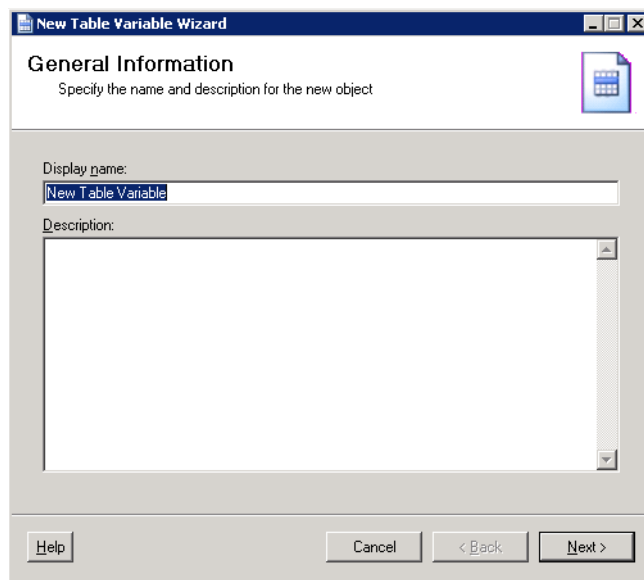 New Table Variable Wizard
General Information
Specify the name and description for the new object
Display name:
New Table Variable
Description:
Help
Cancel
< Back
Next >